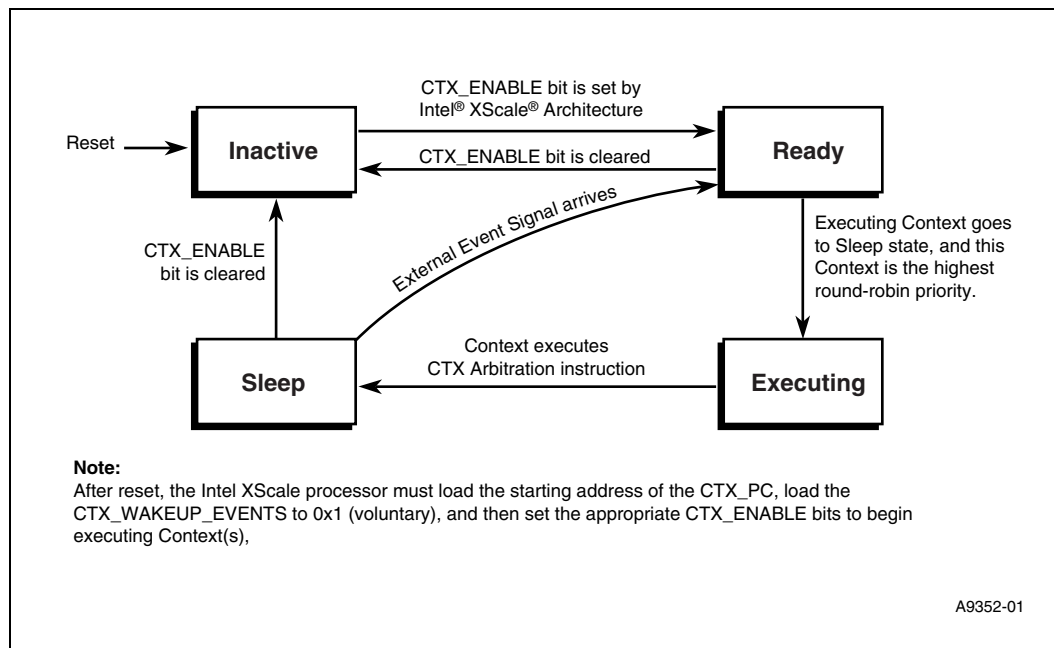 CTX_ENABLE bit is set by
Intel® XScale® Architecture
Reset
Inactive
Ready
CTX_ENABLE bit is cleared
External Event Signal arrives
CTX_ENABLE
bit is cleared
Executing Context goes
to Sleep state, and this
Context is the highest
round-robin priority.
Context executes
CTX Arbitration instruction
Sleep
Executing
Note:
After reset, the Intel XScale processor must load the starting address of the CTX_PC, load the
CTX_WAKEUP_EVENTS to 0x1 (voluntary), and then set the appropriate CTX_ENABLE bits to begin
executing Context(s),
A9352-01